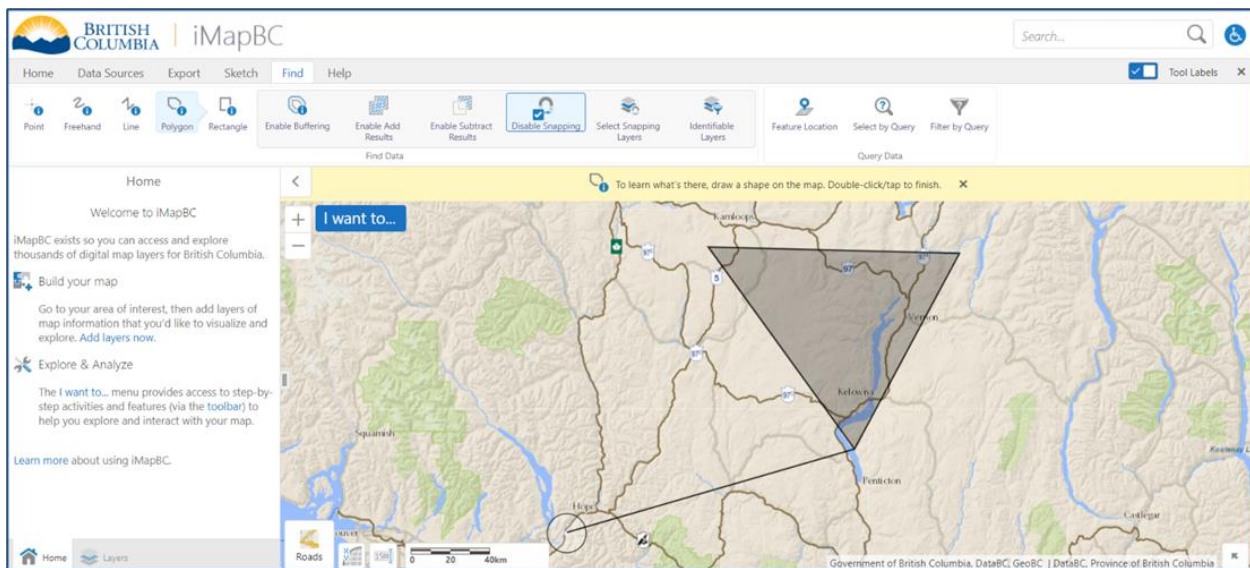 BRITISH
COLUMBIA
iMapBC
Search...
Home Data Sources Export Sketch Find Help
Tool Labels
Point Freehand Line Polygon Rectangle Enable Buffering Enable Add Results Enable Subtract Results Disable Snapping Select Snapping Layers Identifiable Layers Feature Location Select by Query Filter by Query
Find Data Query Data
Home
To learn what's there, draw a shape on the map. Double-click/tap to finish.
Welcome to iMapBC
I want to...
iMapBC exists so you can access and explore
thousands of digital map layers for British Columbia.
Build your map
Go to your area of interest, then add layers of
map information that you'd like to visualize and
explore. Add layers now.
Explore & Analyze
The I want to... menu provides access to step-by-
step activities and features (via the toolbar) to
help you explore and interact with your map.
Learn more about using iMapBC.
Home Layers
Kamloops
5
97
Vernon
Kelowna
Penticton
Squamish
Hope
Castlegar
Roads
0 20 40km
Government of British Columbia, DataBC, GeoBC | DataBC, Province of British Columbia